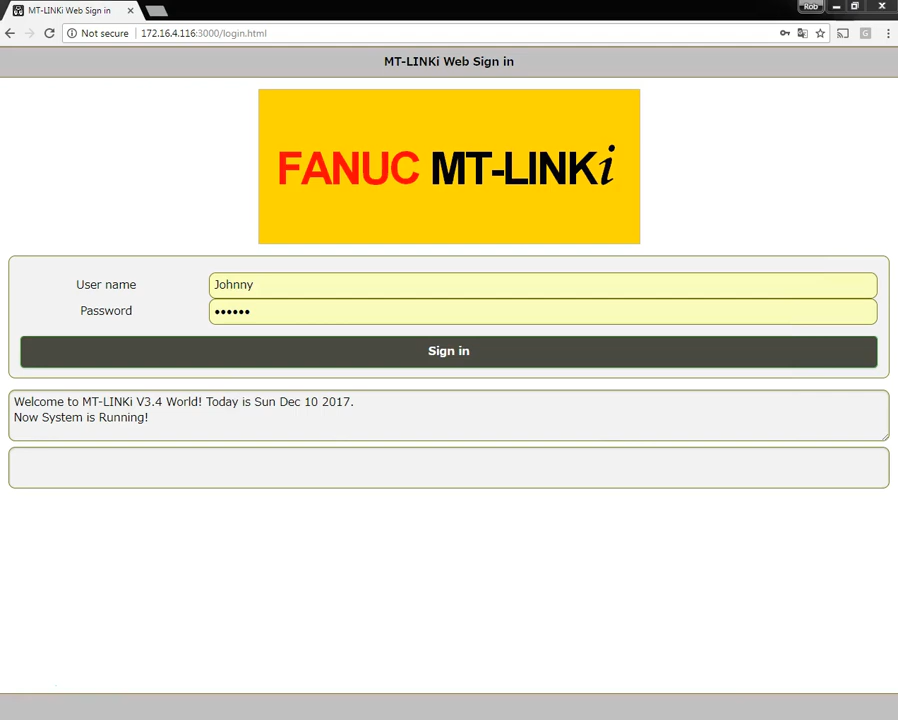 MT-LINKi Web Sign in
Rob
Not secure
172.16.4.116:3000/login.html
MT-LINKi Web Sign in
FANUC MT-LINKi
User name
Johnny
Password
••••••
Sign in
Welcome to MT-LINKi V3.4 World! Today is Sun Dec 10 2017.
Now System is Running!